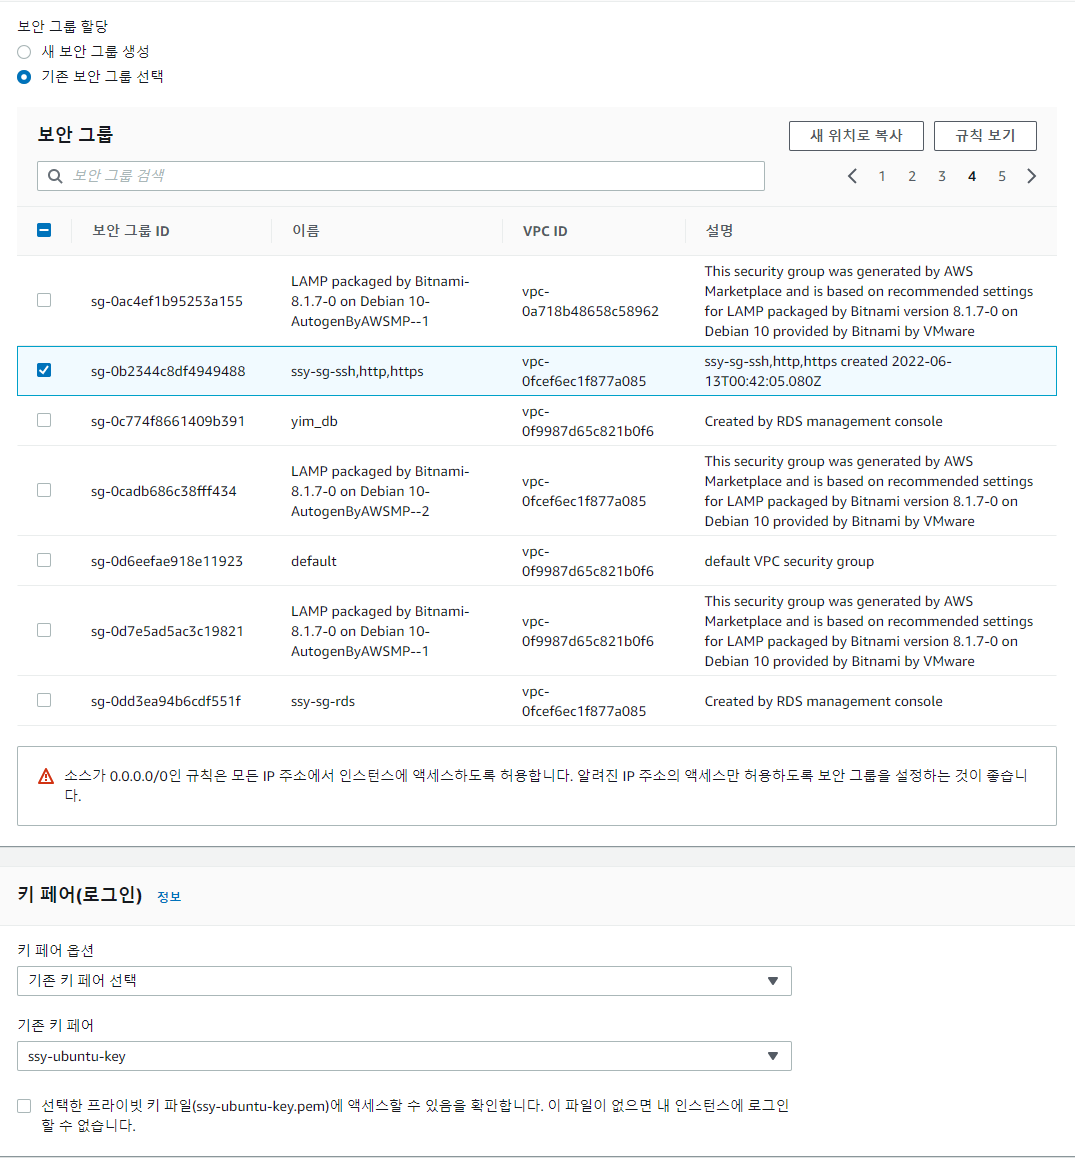 보안 그룹 할당
새 보안 그룹 생성
기존 보안 그룹 선택
보안 그룹
새 위치로 복사
규칙 보기
보안 그룹 검색
1 2 3 4 5
보안 그룹 ID 이름 VPC ID 설명
sg-0ac4ef1b95253a155
LAMP packaged by Bitnami-
8.1.7-0 on Debian 10-
AutogenByAWSMP--1
vpc-
0a718b48658c58962
This security group was generated by AWS
Marketplace and is based on recommended settings
for LAMP packaged by Bitnami version 8.1.7-0 on
Debian 10 provided by Bitnami by VMware
sg-0b2344c8df4949488
ssy-sg-ssh,http,https
vpc-
0fcef6ec1f877a085
ssy-sg-ssh,http,https created 2022-06-
13T00:42:05.080Z
sg-0c774f8661409b391
yim_db
vpc-
0f9987d65c821b0f6
Created by RDS management console
sg-0cadb686c38fff434
LAMP packaged by Bitnami-
8.1.7-0 on Debian 10-
AutogenByAWSMP--2
vpc-
0fcef6ec1f877a085
This security group was generated by AWS
Marketplace and is based on recommended settings
for LAMP packaged by Bitnami version 8.1.7-0 on
Debian 10 provided by Bitnami by VMware
sg-0d6eefae918e11923
default
vpc-
0f9987d65c821b0f6
default VPC security group
sg-0d7e5ad5ac3c19821
LAMP packaged by Bitnami-
8.1.7-0 on Debian 10-
AutogenByAWSMP--1
vpc-
0f9987d65c821b0f6
This security group was generated by AWS
Marketplace and is based on recommended settings
for LAMP packaged by Bitnami version 8.1.7-0 on
Debian 10 provided by Bitnami by VMware
sg-0dd3ea94b6cdf551f
ssy-sg-rds
vpc-
0fcef6ec1f877a085
Created by RDS management console
소스가 0.0.0.0/0인 규칙은 모든 IP 주소에서 인스턴스에 액세스하도록 허용합니다. 알려진 IP 주소의 액세스만 허용하도록 보안 그룹을 설정하는 것이 좋습니
다.
키 페어(로그인) 정보
키 페어 옵션
기존 키 페어 선택
기존 키 페어
ssy-ubuntu-key
선택한 프라이빗 키 파일(ssy-ubuntu-key.pem)에 액세스할 수 있음을 확인합니다. 이 파일이 없으면 내 인스턴스에 로그인
할 수 없습니다.